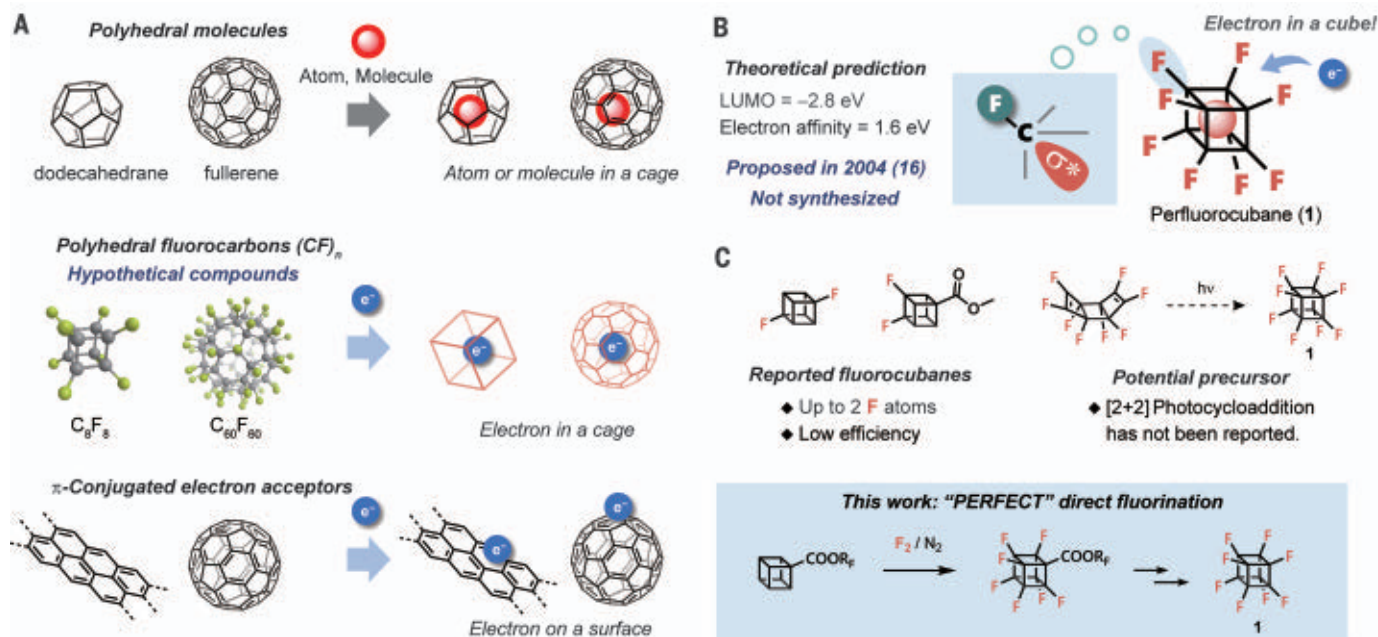 A
Polyhedral molecules
Atom, Molecule
dodecahedrane
fullerene
Atom or molecule in a cage
Polyhedral fluorocarbons (CF)n
Hypothetical compounds
e⁻
e⁻
e⁻
C₈F₈
C₆₀F₆₀
Electron in a cage
π-Conjugated electron acceptors
e⁻
e⁻
e⁻
Electron on a surface
B
Electron in a cube!
Theoretical prediction
LUMO = –2.8 eV
Electron affinity = 1.6 eV
Proposed in 2004 (16)
Not synthesized
F
C
σ*
F F F F F F F F
e⁻
Perfluorocubane (1)
C
F
F
F
O
O
F F F F F F F F
hν
F F F F F F F F
1
Reported fluorocubanes
◆ Up to 2 F atoms
◆ Low efficiency
Potential precursor
◆ [2+2] Photocycloaddition
has not been reported.
This work: “PERFECT” direct fluorination
COORF
F₂ / N₂
F F F F F F F
COORF
F F F F F F F F
1